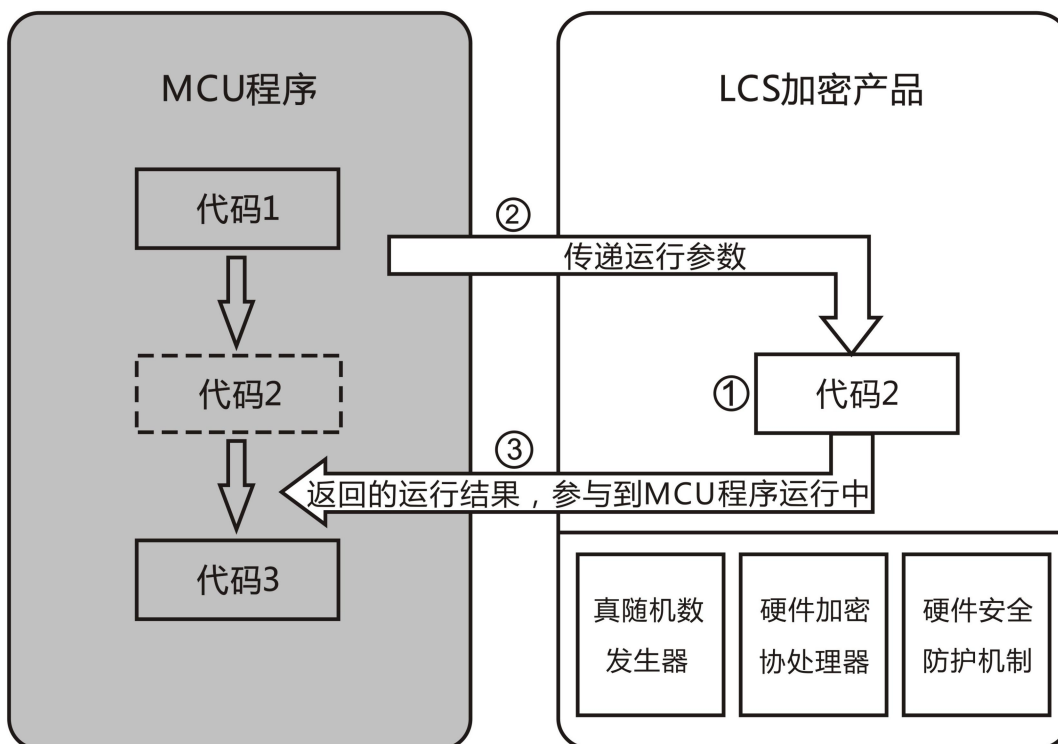 MCU程序
LCS加密产品
代码1
②
传递运行参数
代码2
①
代码2
③
返回的运行结果，参与到MCU程序运行中
代码3
真随机数
发生器
硬件加密
协处理器
硬件安全
防护机制